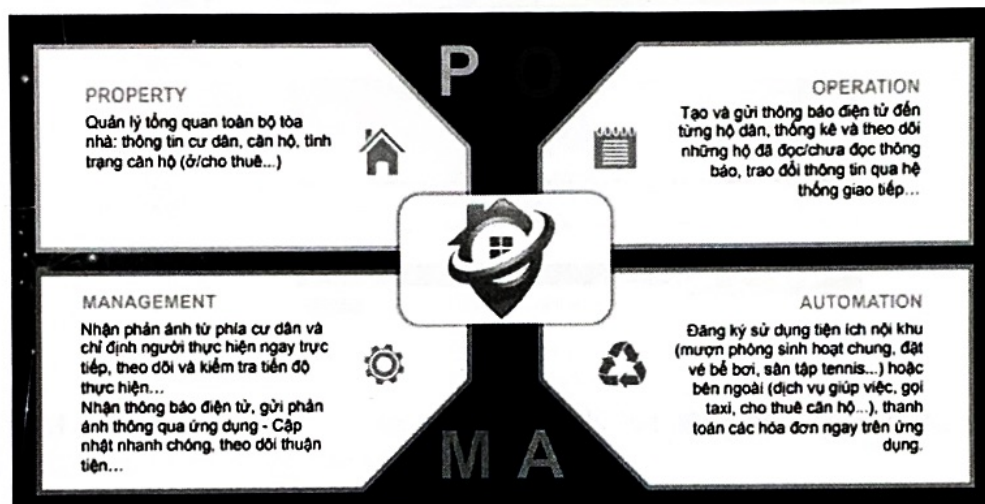 P O
PROPERTY
Quản lý tổng quan toàn bộ tòa
nhà: thông tin cư dân, căn hộ, tình
trạng căn hộ (ở/cho thuê...)
OPERATION
Tạo và gửi thông báo điện tử đến
từng hộ dân, thống kê và theo dõi
những hộ đã đọc/chưa đọc thông
báo, trao đổi thông tin qua hệ
thống giao tiếp...
MANAGEMENT
Nhận phản ánh từ phía cư dân và
chỉ định người thực hiện ngay trực
tiếp, theo dõi và kiểm tra tiến độ
thực hiện...
Nhận thông báo điện tử, gửi phản
ánh thông qua ứng dụng - Cập
nhật nhanh chóng, theo dõi thuận
tiện...
AUTOMATION
Đăng ký sử dụng tiện ích nội khu
(mượn phòng sinh hoạt chung, đặt
vé bể bơi, sân tập tennis...) hoặc
bên ngoài (dịch vụ giúp việc, gọi
taxi, cho thuê căn hộ...), thanh
toán các hóa đơn ngay trên ứng
dụng.
M A